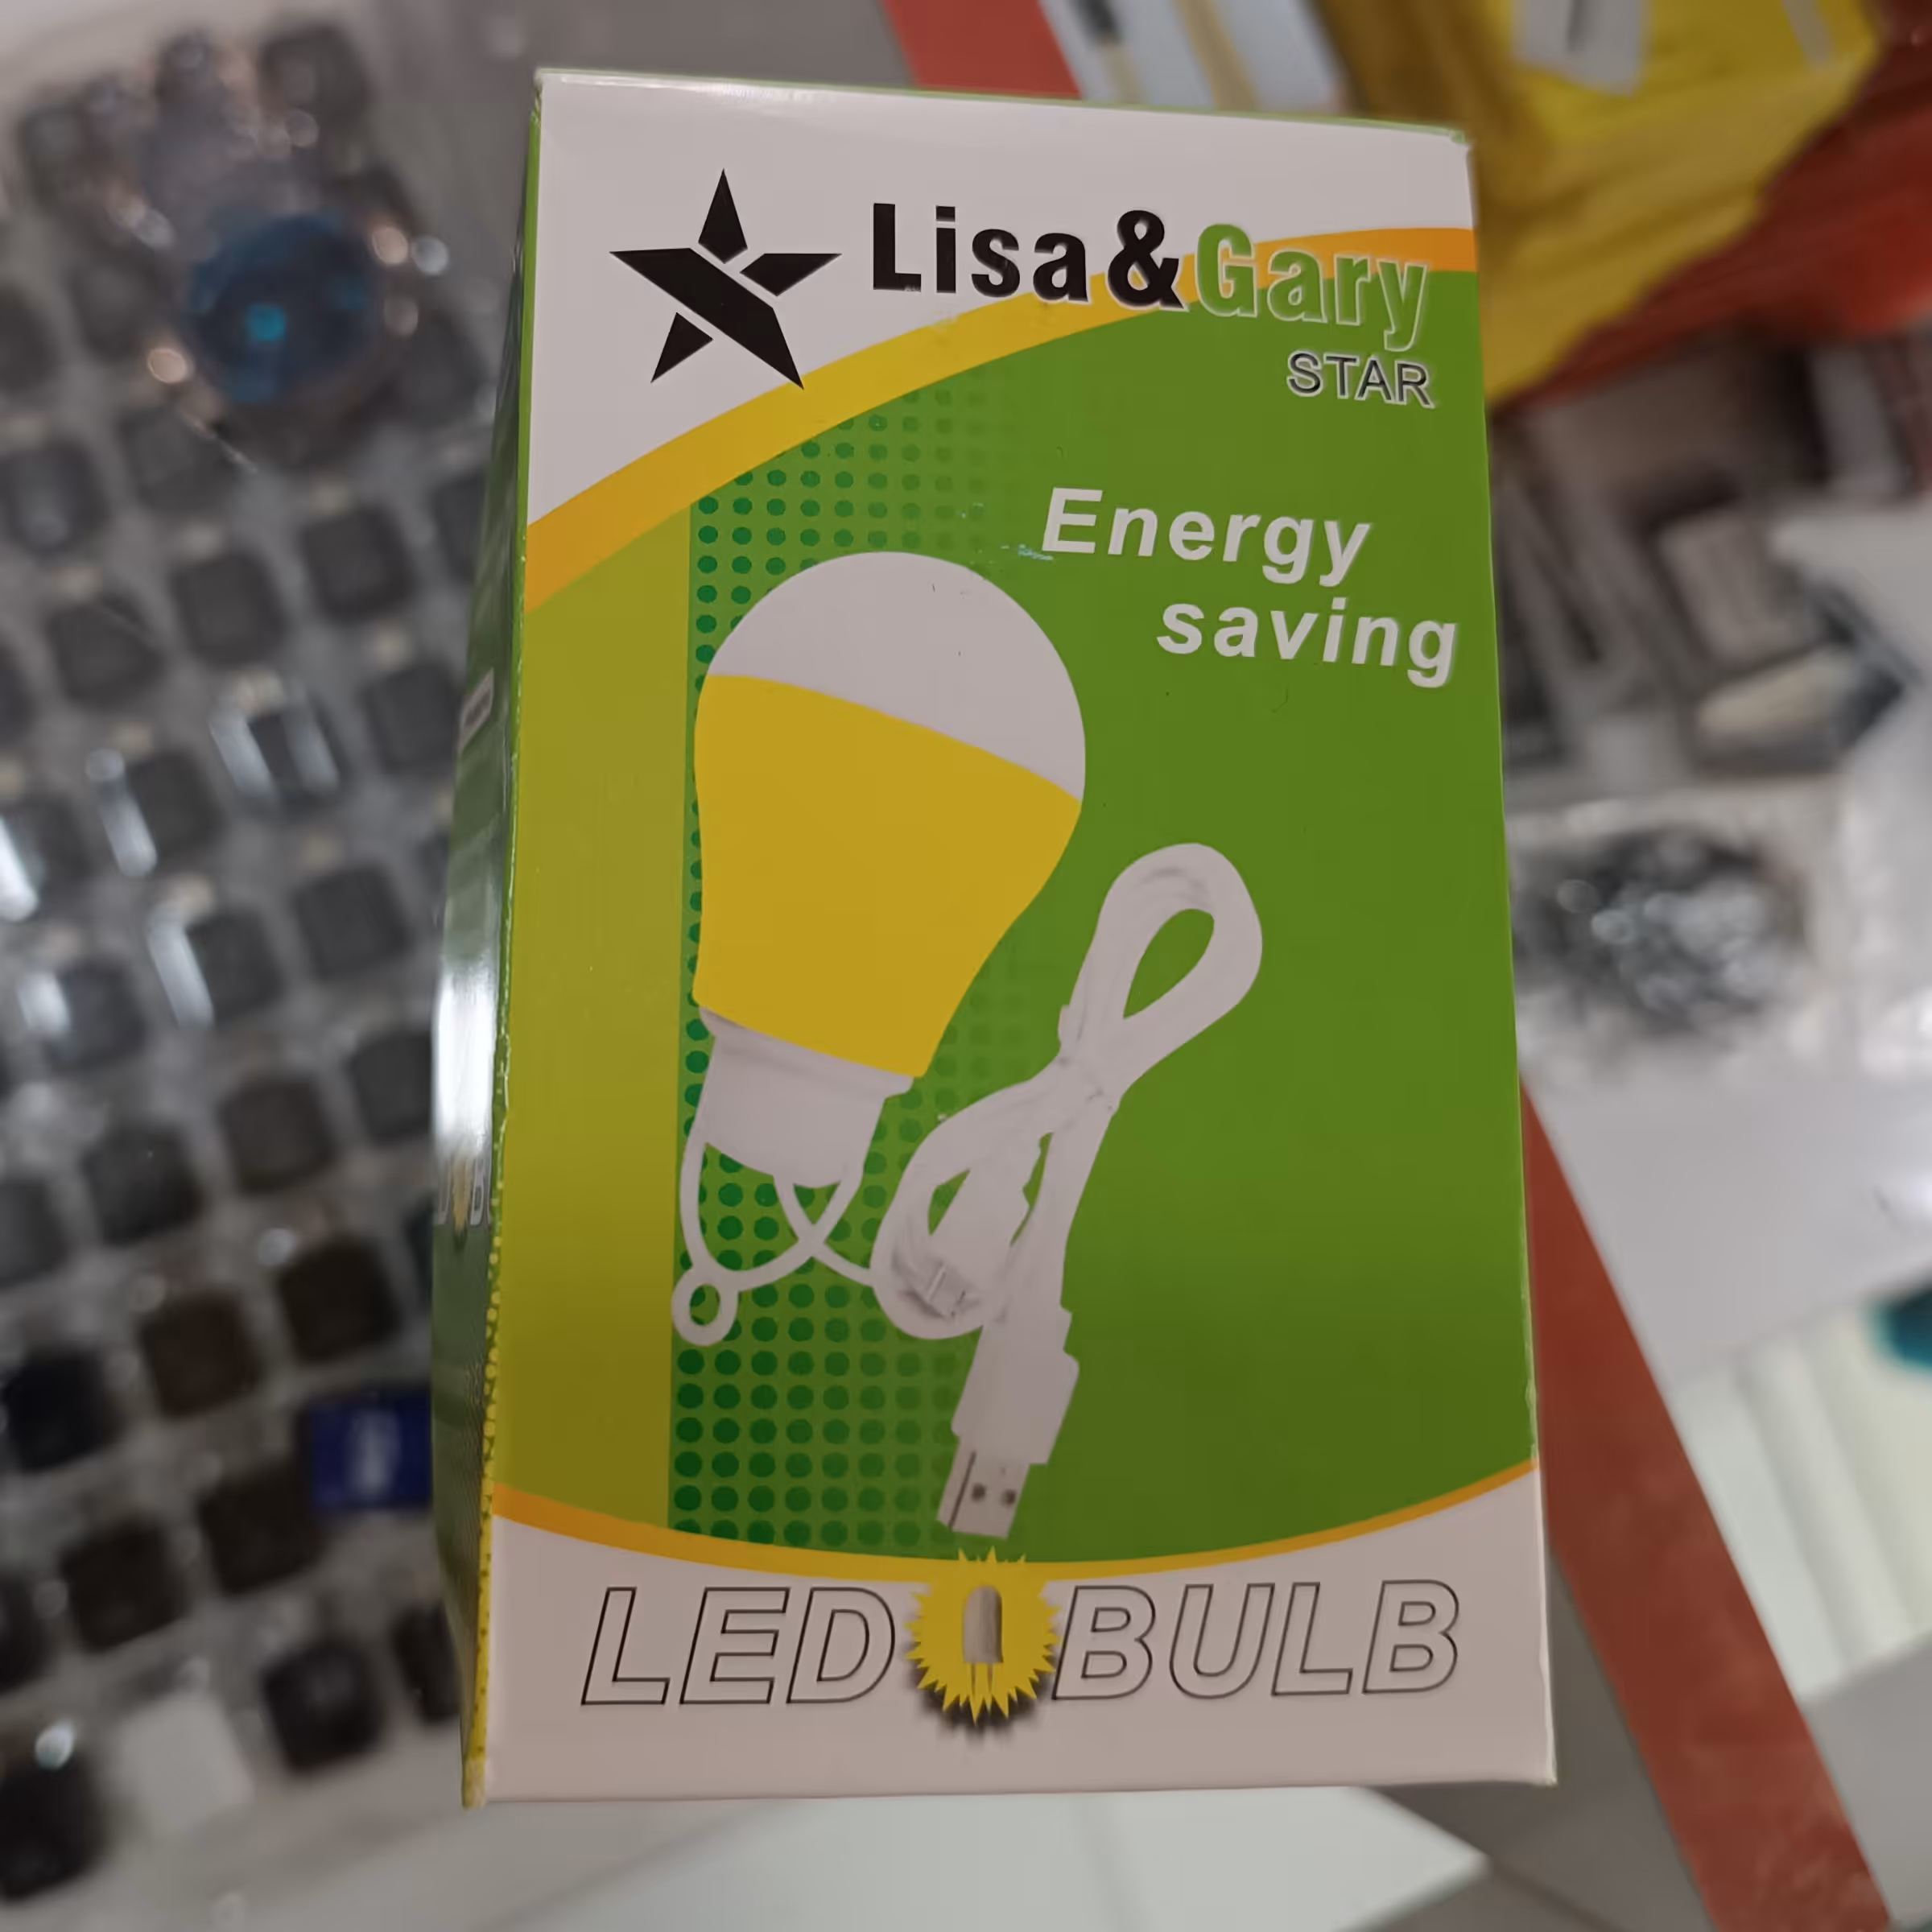 Lisa&Gary
STAR
Energy
saving
LED BULB